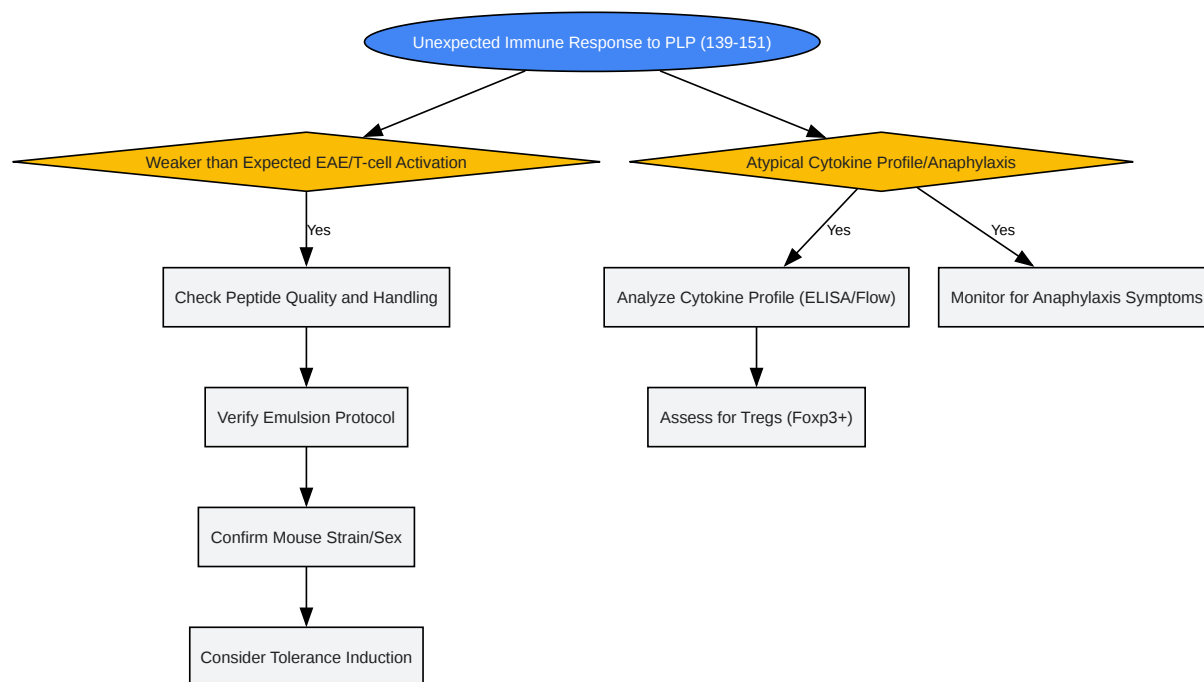 Unexpected Immune Response to PLP (139-151)
Weaker than Expected EAE/T-cell Activation
Atypical Cytokine Profile/Anaphylaxis
Yes
Yes
Yes
Check Peptide Quality and Handling
Analyze Cytokine Profile (ELISA/Flow)
Monitor for Anaphylaxis Symptoms
Verify Emulsion Protocol
Assess for Tregs (Foxp3+)
Confirm Mouse Strain/Sex
Consider Tolerance Induction